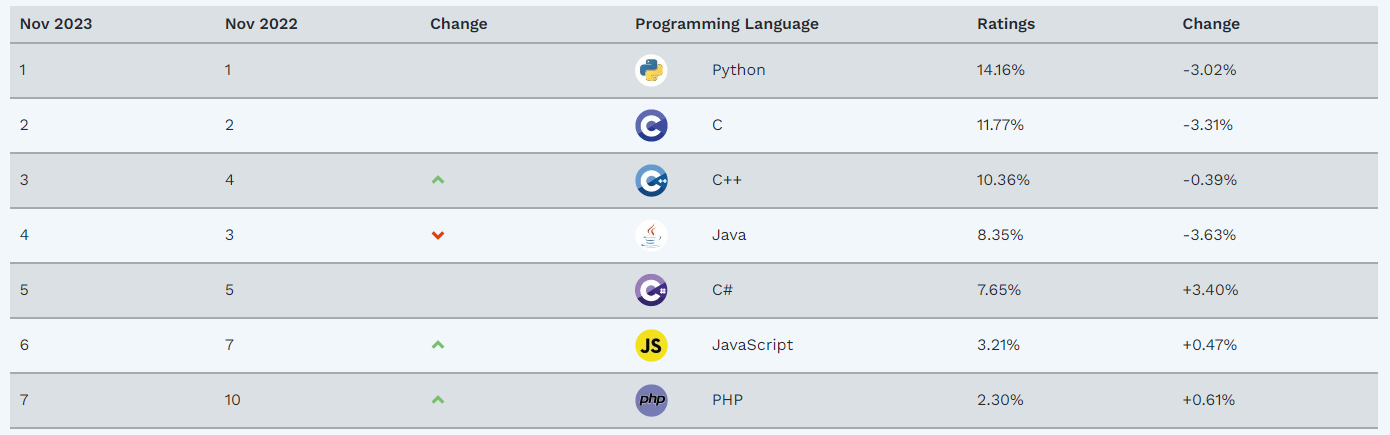 Nov 2023 Nov 2022 Change Programming Language Ratings Change
1 1 Python 14.16% -3.02%
2 2 C 11.77% -3.31%
3 4 C++ 10.36% -0.39%
4 3 Java 8.35% -3.63%
5 5 C# 7.65% +3.40%
6 7 JS JavaScript 3.21% +0.47%
7 10 php PHP 2.30% +0.61%